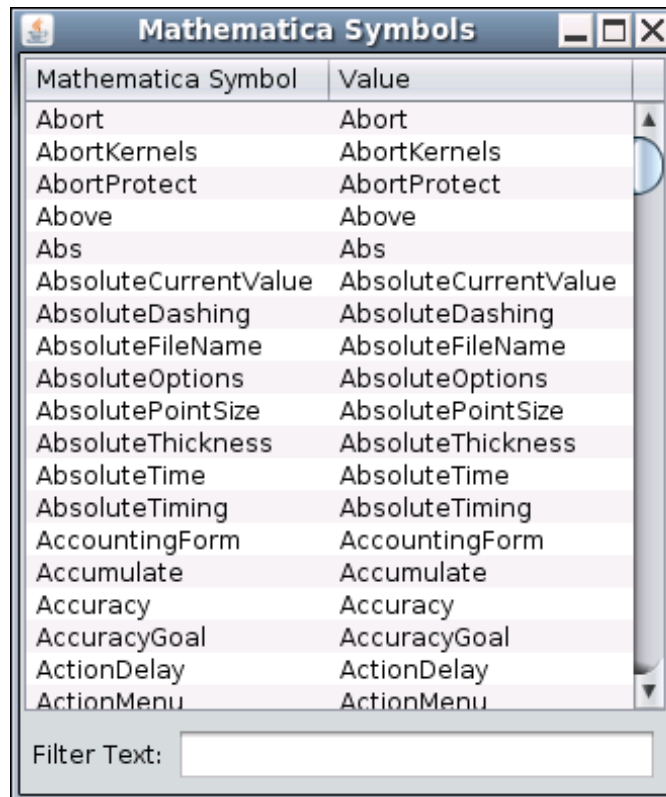 Mathematica Symbols
Mathematica Symbol Value
Abort Abort
AbortKernels AbortKernels
AbortProtect AbortProtect
Above Above
Abs Abs
AbsoluteCurrentValue AbsoluteCurrentValue
AbsoluteDashing AbsoluteDashing
AbsoluteFileName AbsoluteFileName
AbsoluteOptions AbsoluteOptions
AbsolutePointSize AbsolutePointSize
AbsoluteThickness AbsoluteThickness
AbsoluteTime AbsoluteTime
AbsoluteTiming AbsoluteTiming
AccountingForm AccountingForm
Accumulate Accumulate
Accuracy Accuracy
AccuracyGoal AccuracyGoal
ActionDelay ActionDelay
ActionMenu ActionMenu
Filter Text: